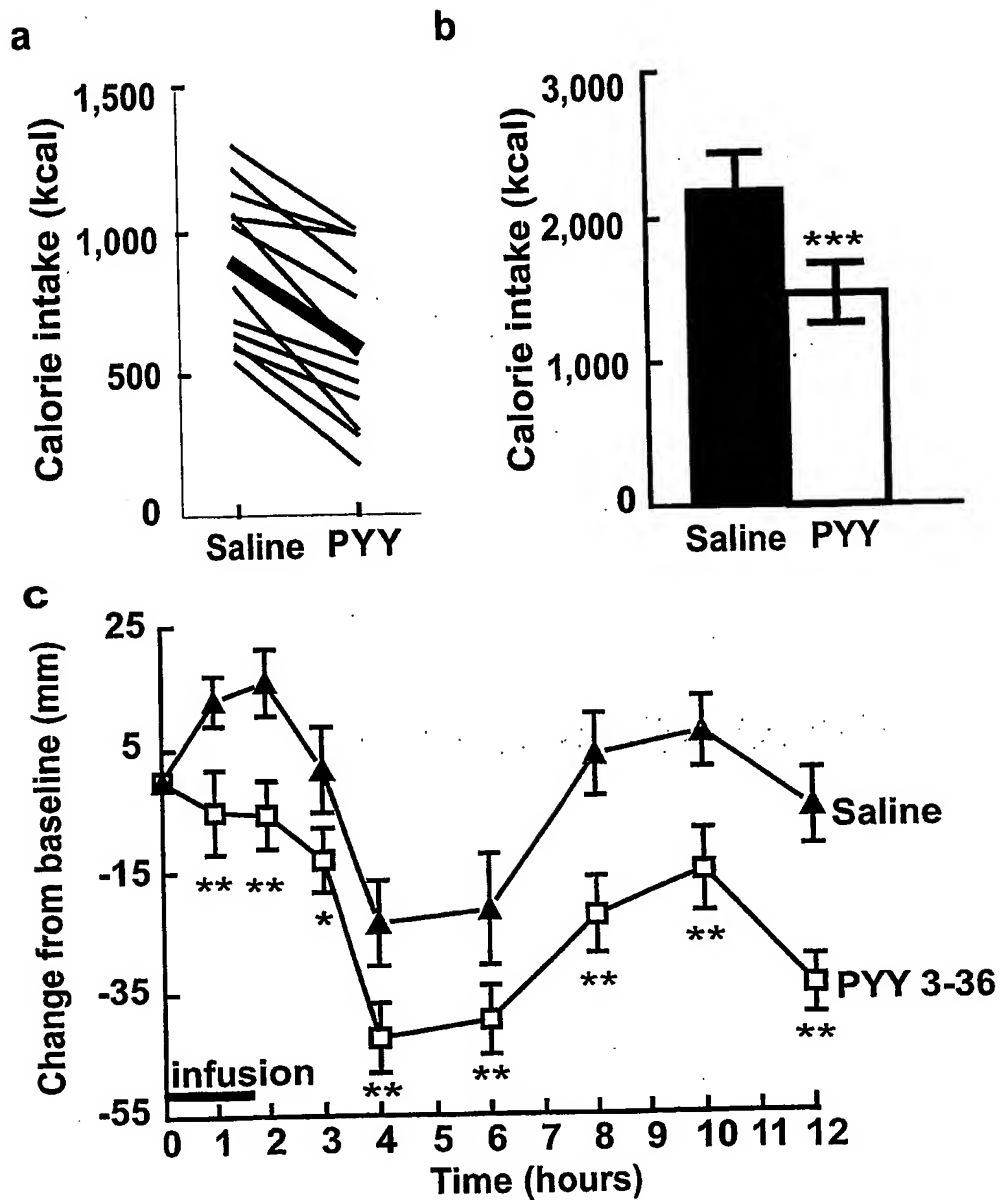 a
Calorie intake (kcal)
1,500
1,000
500
0
Saline PYY
b
Calorie intake (kcal)
3,000
2,000
1,000
0
***
Saline PYY
c
Change from baseline (mm)
25
5
-15
-35
-55
** ** * ** ** ** ** **
Saline
PYY 3-36
infusion
0 1 2 3 4 5 6 7 8 9 10 11 12
Time (hours)